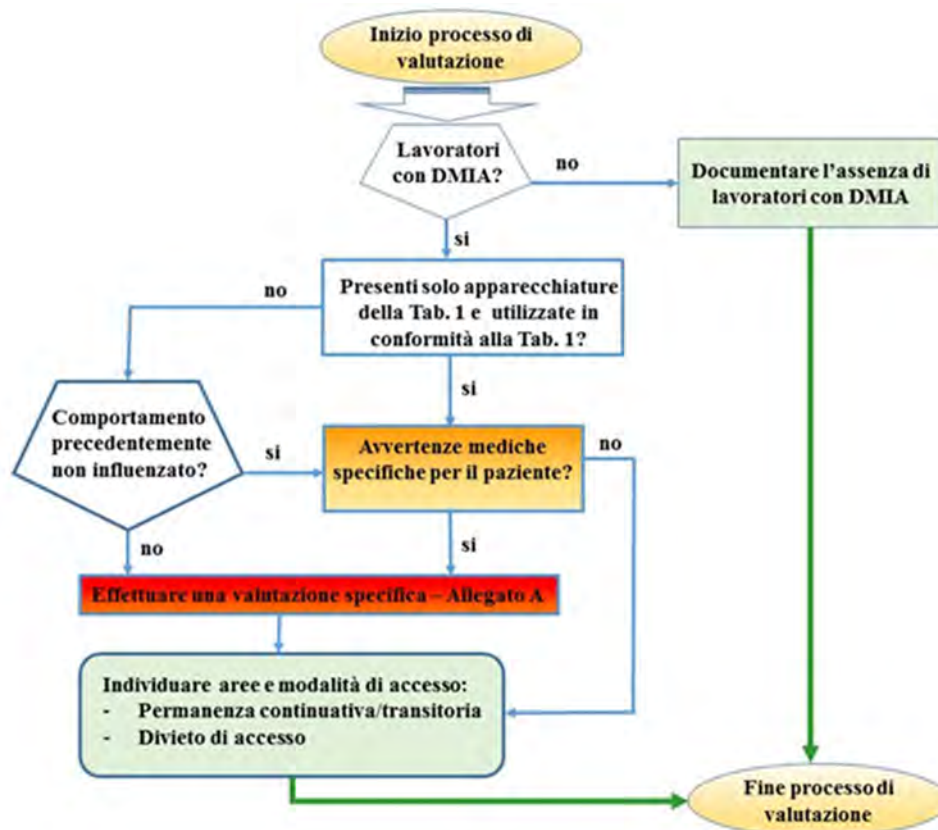 Inizio processo di
valutazione
Lavoratori
con DMIA?
no
Documentare l'assenza di
lavoratori con DMIA
si
no
Presenti solo apparecchiature
della Tab. 1 e utilizzate in
conformità alla Tab. 1?
si
Comportamento
precedentemente
non influenzato?
si
Avvertenze mediche
specifiche per il paziente?
no
no
si
Effettuare una valutazione specifica – Allegato A
Individuare aree e modalità di accesso:
- Permanenza continuativa/transitoria
- Divieto di accesso
Fine processo di
valutazione